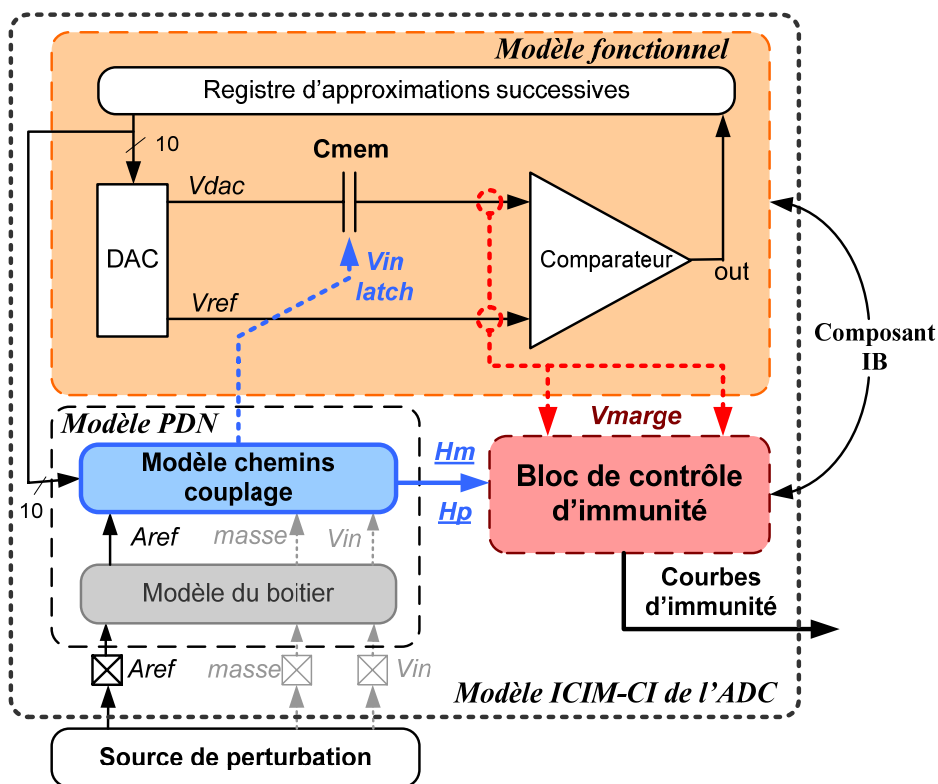 Modèle fonctionnel
Registre d'approximations successives
10
Cmem
Vdac
DAC
Vin
latch
Comparateur
out
Vref
Composant
IB
Modèle PDN
Vmarge
Modèle chemins
couplage
Hm
Hp
Bloc de contrôle
d'immunité
10
Aref
masse
Vin
Modèle du boitier
Courbes
d'immunité
Aref
masse
Vin
Modèle ICIM-CI de l'ADC
Source de perturbation